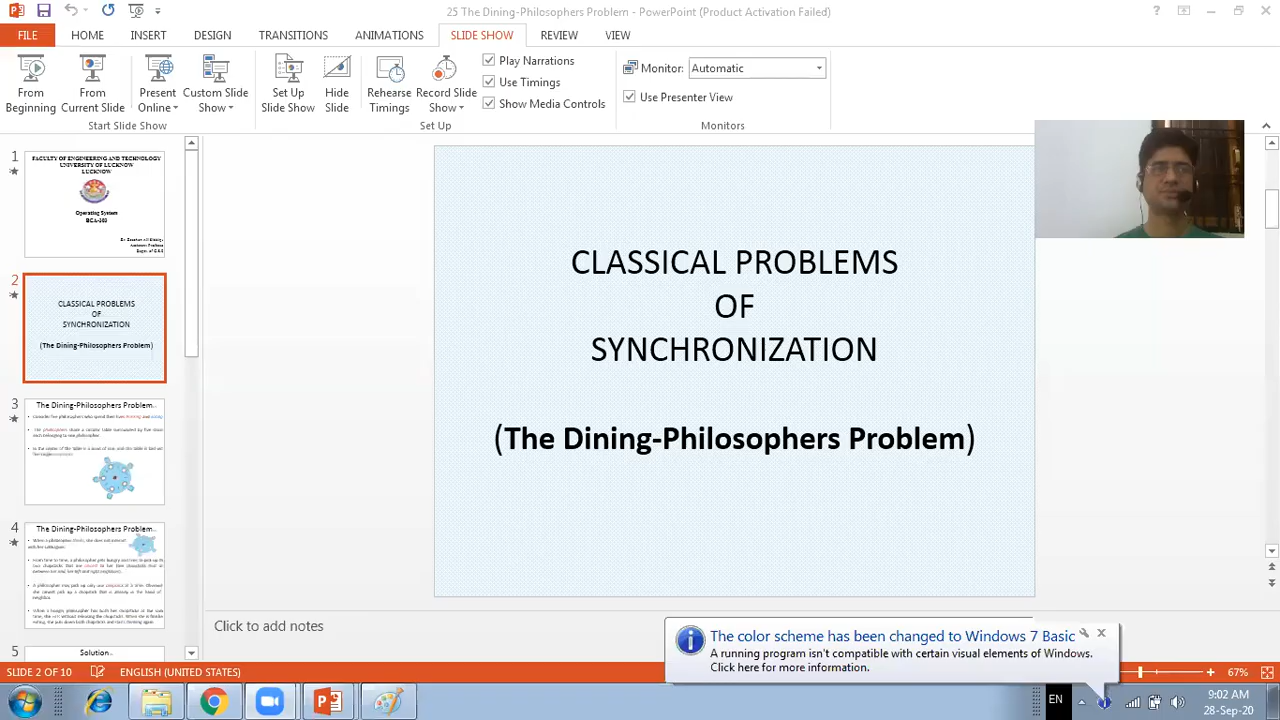 25 The Dining-Philosophers Problem - PowerPoint (Product Activation Failed)
FILE HOME INSERT DESIGN TRANSITIONS ANIMATIONS SLIDE SHOW REVIEW VIEW
From Beginning
From Current Slide
Present Online
Custom Slide Show
Start Slide Show
Set Up Slide Show
Hide Slide
Rehearse Timings
Record Slide Show
Play Narrations
Use Timings
Show Media Controls
Set Up
Monitor: Automatic
Use Presenter View
Monitors
1
FACULTY OF ENGINEERING AND TECHNOLOGY
UNIVERSITY OF LUCKNOW
LUCKNOW
Operating System
2
CLASSICAL PROBLEMS
OF
SYNCHRONIZATION
(The Dining-Philosophers Problem)
3
The Dining-Philosophers Problem..
4
The Dining-Philosophers Problem..
5
Solution..
CLASSICAL PROBLEMS
OF
SYNCHRONIZATION
(The Dining-Philosophers Problem)
Click to add notes
The color scheme has been changed to Windows 7 Basic
A running program isn't compatible with certain visual elements of Windows.
Click here for more information.
SLIDE 2 OF 10 ENGLISH (UNITED STATES) 67%
EN
9:02 AM
28-Sep-20